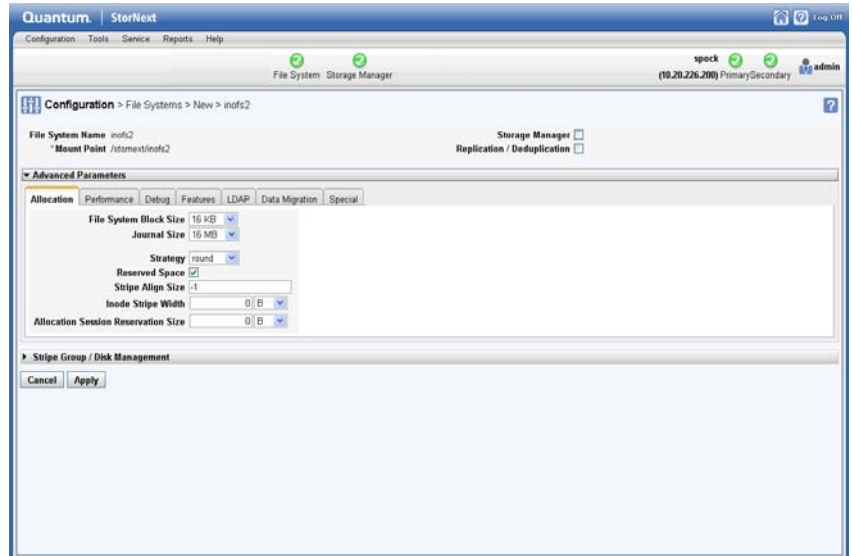 Quantum. | StorNext
Log Off
Configuration Tools Service Reports Help
File System Storage Manager
spock
(10.20.226.200) Primary Secondary
admin
Configuration > File Systems > New > inofs2
File System Name inofs2
*Mount Point /stornext/inofs2
Storage Manager
Replication / Deduplication
Advanced Parameters
Allocation Performance Debug Features LDAP Data Migration Special
File System Block Size 16 KB
Journal Size 16 MB
Strategy round
Reserved Space
Stripe Align Size -1
Inode Stripe Width 0 B
Allocation Session Reservation Size 0 B
Stripe Group / Disk Management
Cancel Apply